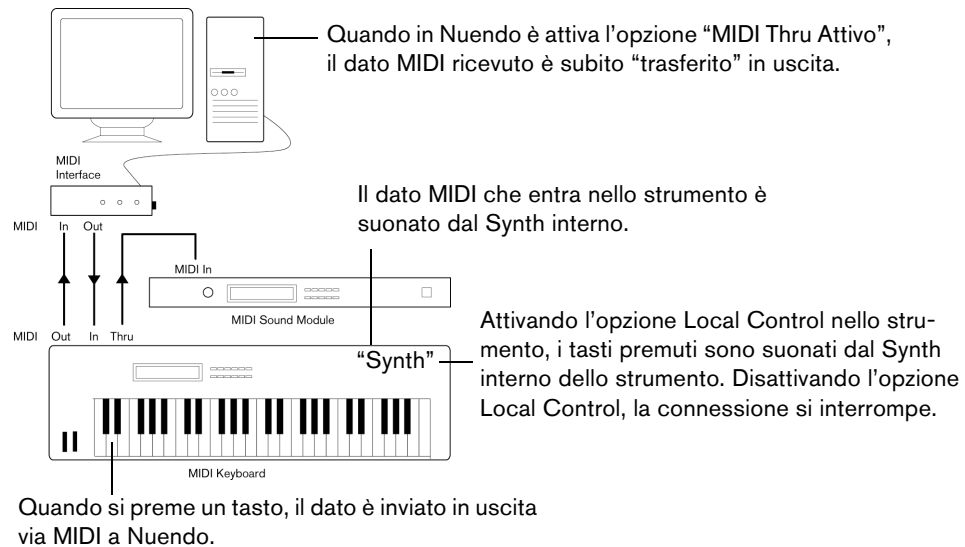 Quando in Nuendo è attiva l'opzione “MIDI Thru Attivo”,
il dato MIDI ricevuto è subito “trasferito” in uscita.
MIDI
Interface
Il dato MIDI che entra nello strumento è
suonato dal Synth interno.
MIDI In Out
MIDI In
MIDI Sound Module
MIDI Out In Thru
“Synth”
Attivando l'opzione Local Control nello stru-
mento, i tasti premuti sono suonati dal Synth
interno dello strumento. Disattivando l'opzione
Local Control, la connessione si interrompe.
MIDI Keyboard
Quando si preme un tasto, il dato è inviato in uscita
via MIDI a Nuendo.